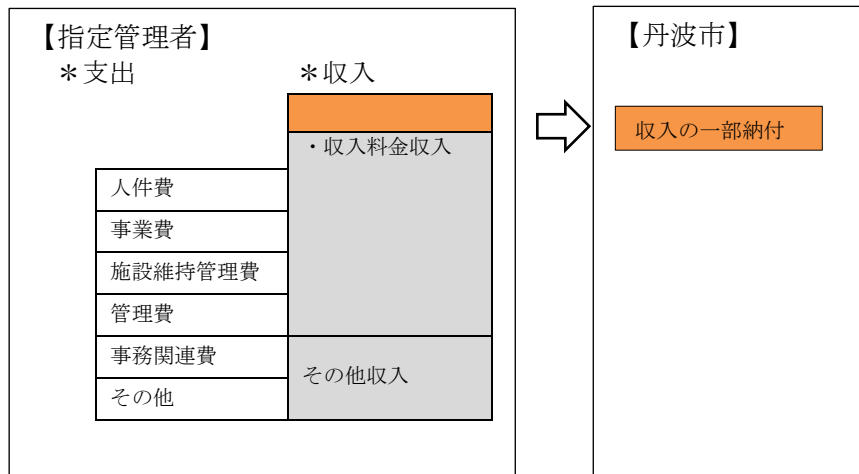 【指定管理者】
＊支出
＊収入
・収入料金収入
人件費
事業費
施設維持管理費
管理費
事務関連費
その他
その他収入
【丹波市】
収入の一部納付